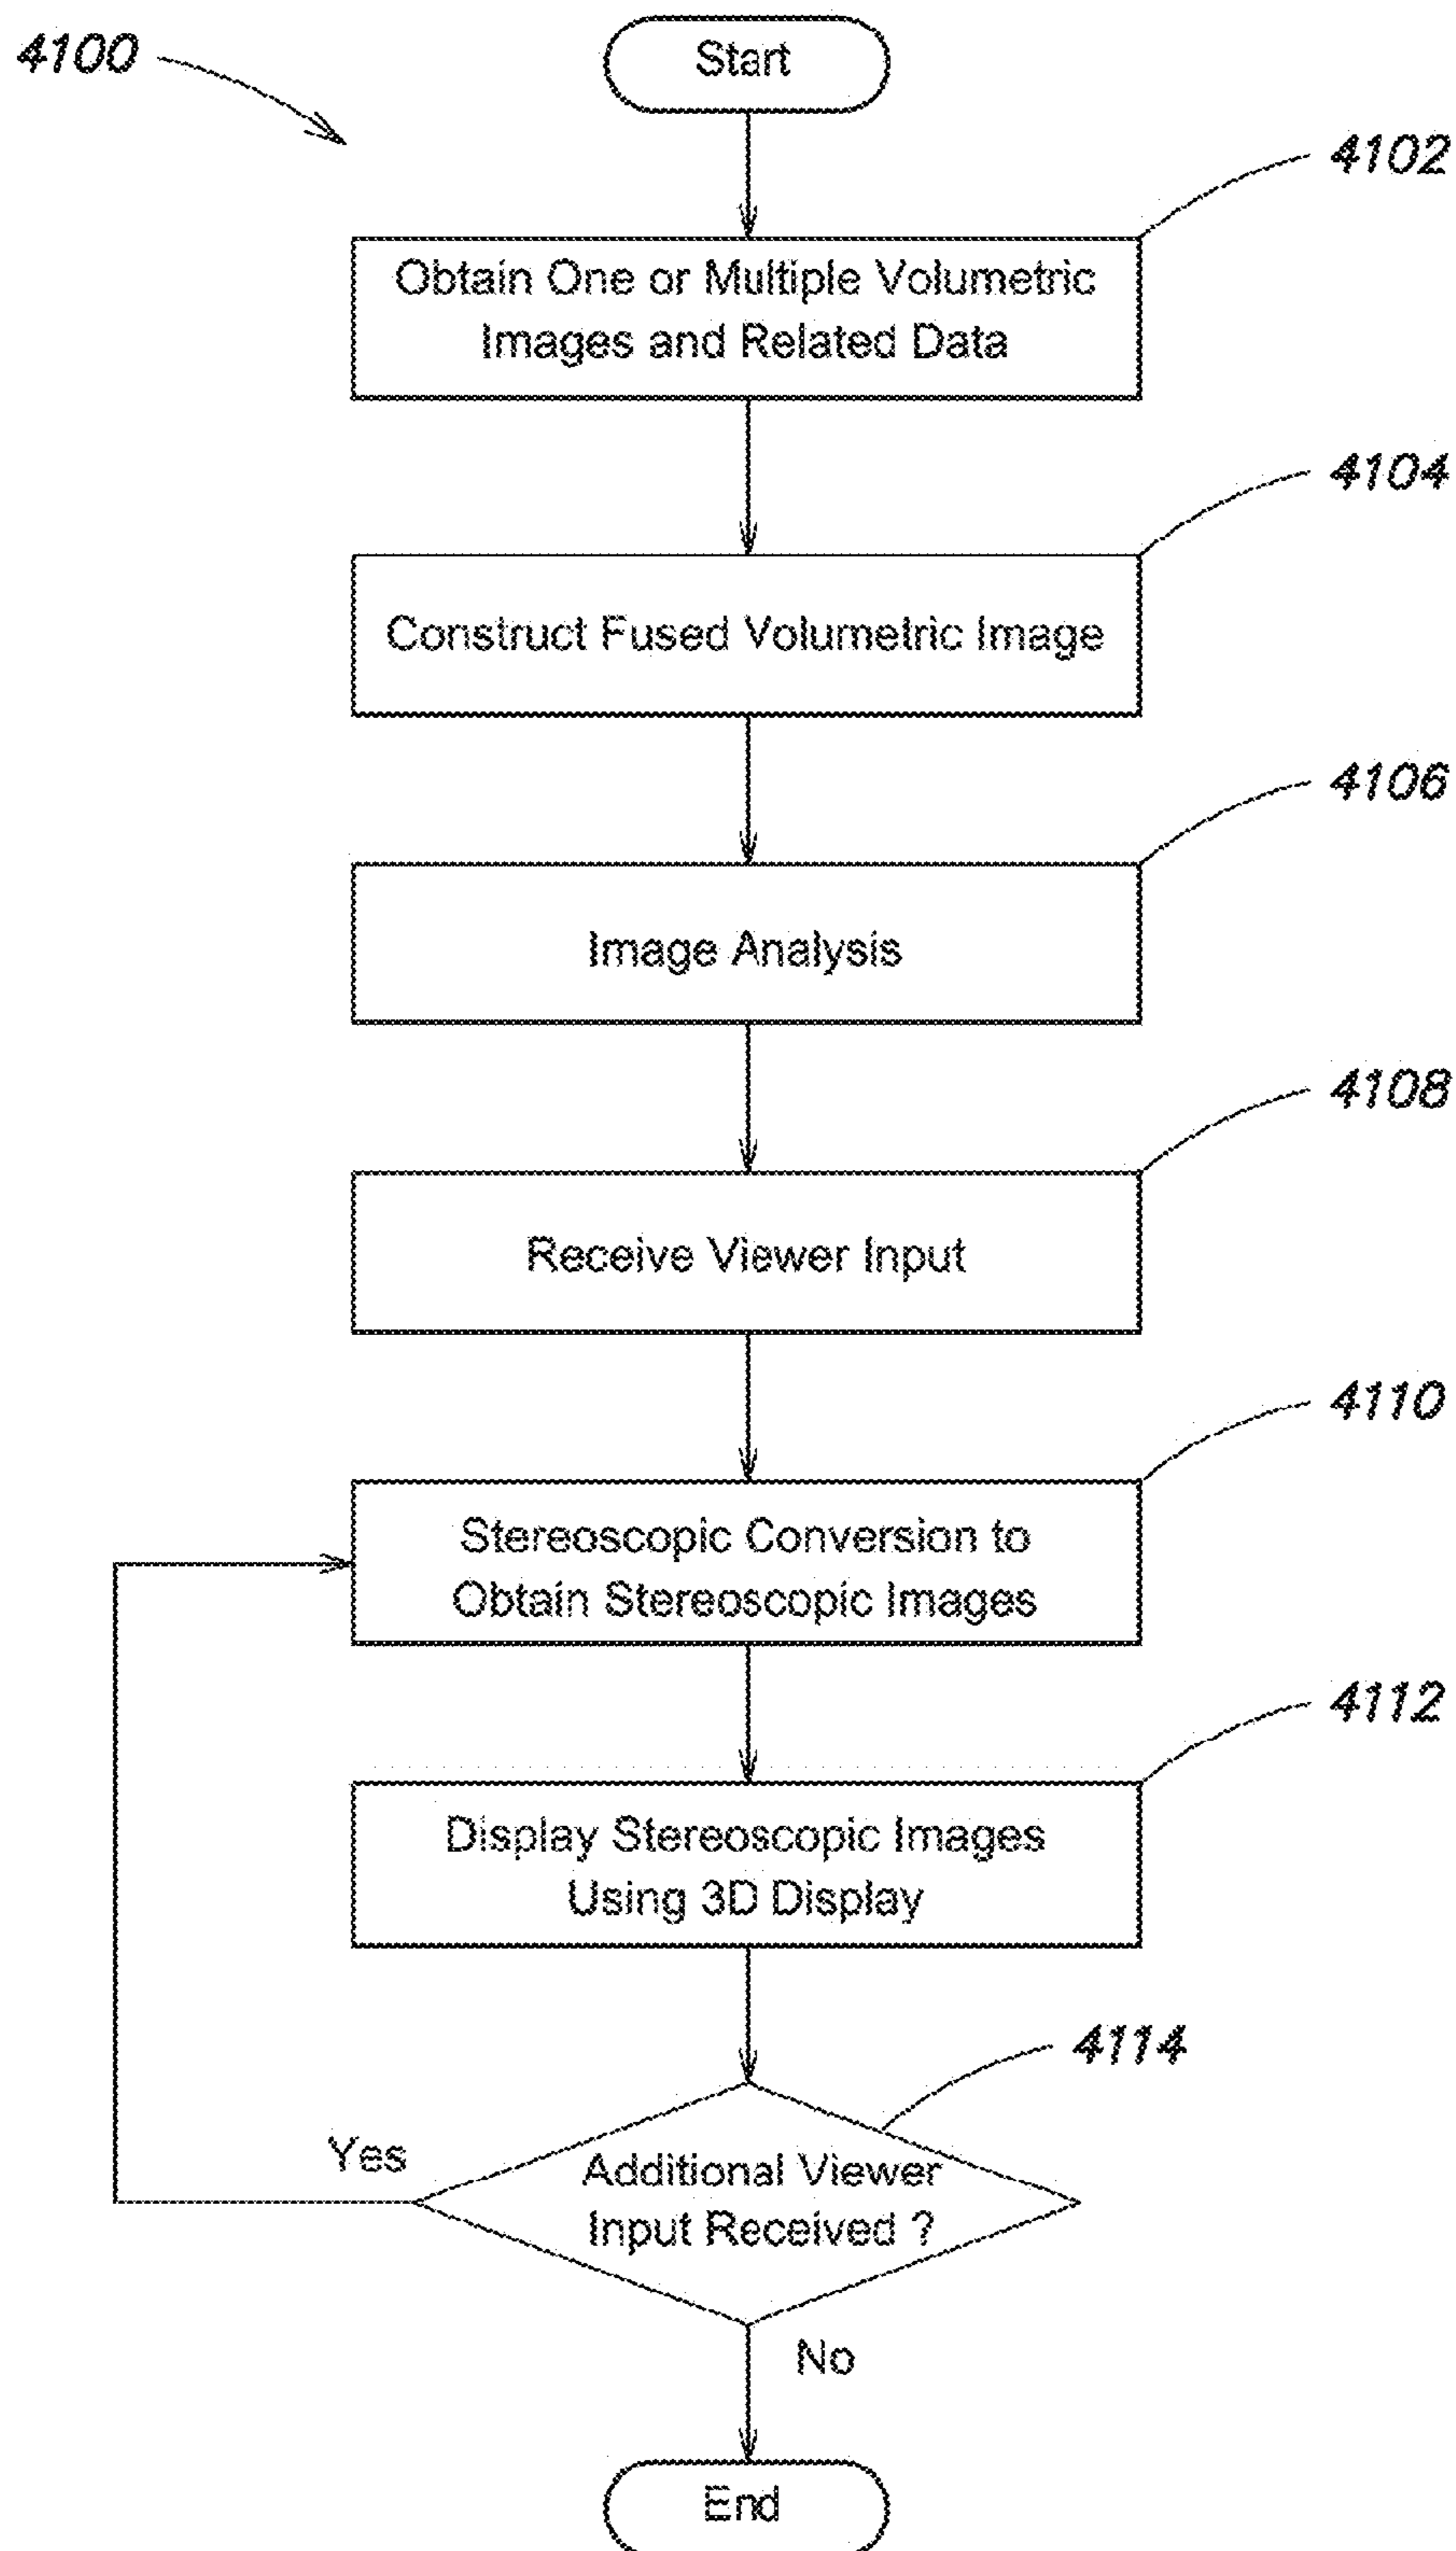 4100
Start
4102
Obtain One or Multiple Volumetric
Images and Related Data
4104
Construct Fused Volumetric Image
4106
Image Analysis
4108
Receive Viewer Input
4110
Stereoscopic Conversion to
Obtain Stereoscopic Images
4112
Display Stereoscopic Images
Using 3D Display
4114
Yes
Additional Viewer
Input Received ?
No
End